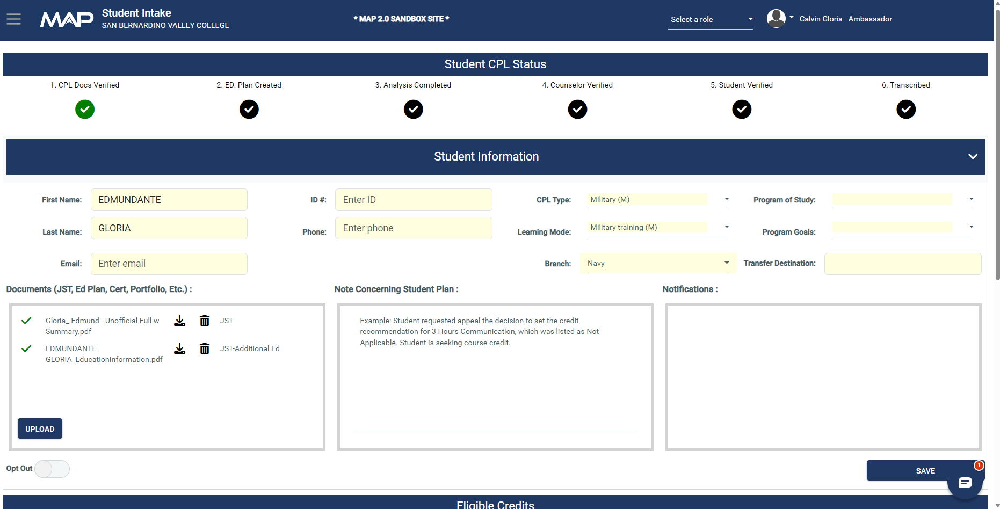 MAP
Student Intake
SAN BERNARDINO VALLEY COLLEGE
* MAP 2.0 SANDBOX SITE *
Select a role
Calvin Gloria - Ambassador
Student CPL Status
1. CPL Docs Verified
2. ED. Plan Created
3. Analysis Completed
4. Counselor Verified
5. Student Verified
6. Transcribed
Student Information
First Name:
EDMUNDANTE
ID #:
Enter ID
CPL Type:
Military (M)
Program of Study:
Last Name:
GLORIA
Phone:
Enter phone
Learning Mode:
Military training (M)
Program Goals:
Email:
Enter email
Branch:
Navy
Transfer Destination:
Documents (JST, Ed Plan, Cert, Portfolio, Etc.) :
Gloria_ Edmund - Unofficial Full w
Summary.pdf
JST
EDMUNDANTE
GLORIA_EducationInformation.pdf
JST-Additional Ed
UPLOAD
Note Concerning Student Plan :
Example: Student requested appeal the decision to set the credit
recommendation for 3 Hours Communication, which was listed as Not
Applicable. Student is seeking course credit.
Notifications :
Opt Out
SAVE
1
Eligible Credits